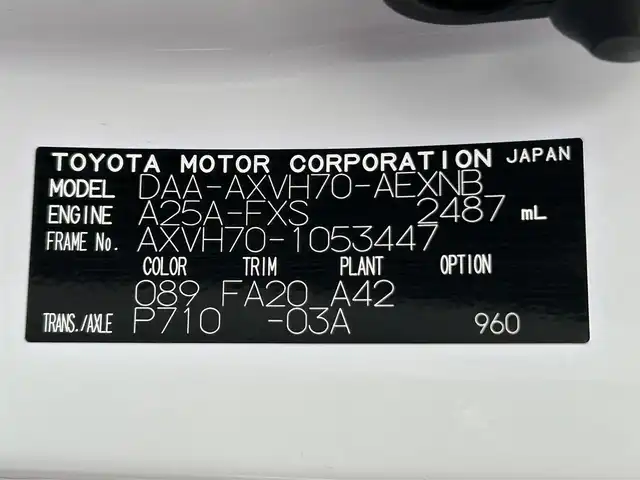 TOYOTA MOTOR CORPORATION JAPAN
MODEL DAA-AXVH70-AEXNB
ENGINE A25A-FXS 2487 mL
FRAME No. AXVH70-1053447
COLOR TRIM PLANT OPTION
089 FA20 A42
TRANS./AXLE P710 -03A 960